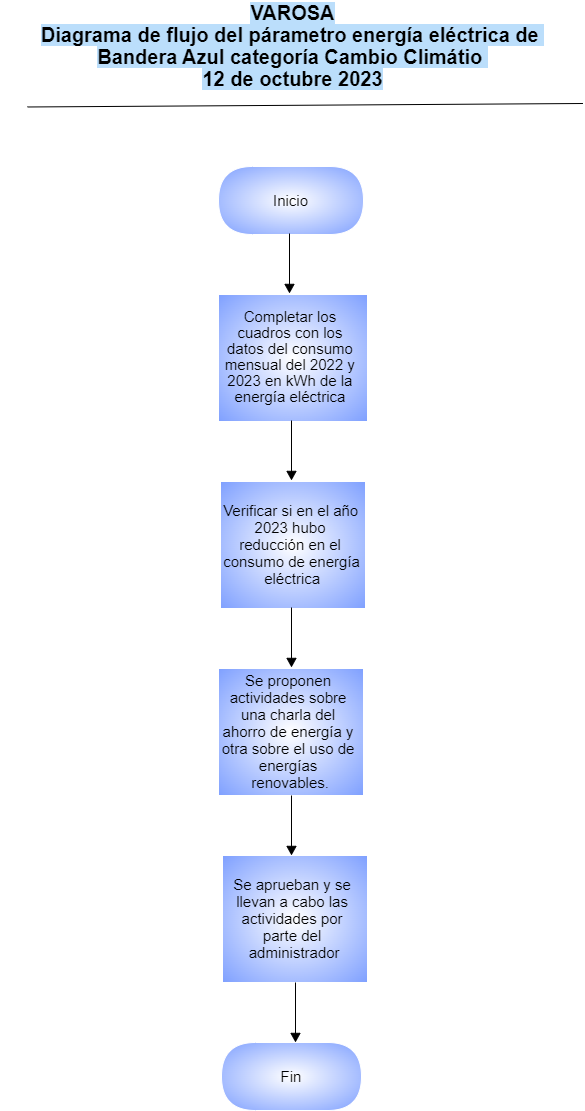 VAROSA
Diagrama de flujo del párametro energía eléctrica de
Bandera Azul categoría Cambio Climátio
12 de octubre 2023
Inicio
Completar los
cuadros con los
datos del consumo
mensual del 2022 y
2023 en kWh de la
energía eléctrica
Verificar si en el año
2023 hubo
reducción en el
consumo de energía
eléctrica
Se proponen
actividades sobre
una charla del
ahorro de energía y
otra sobre el uso de
energías
renovables.
Se aprueban y se
llevan a cabo las
actividades por
parte del
administrador
Fin